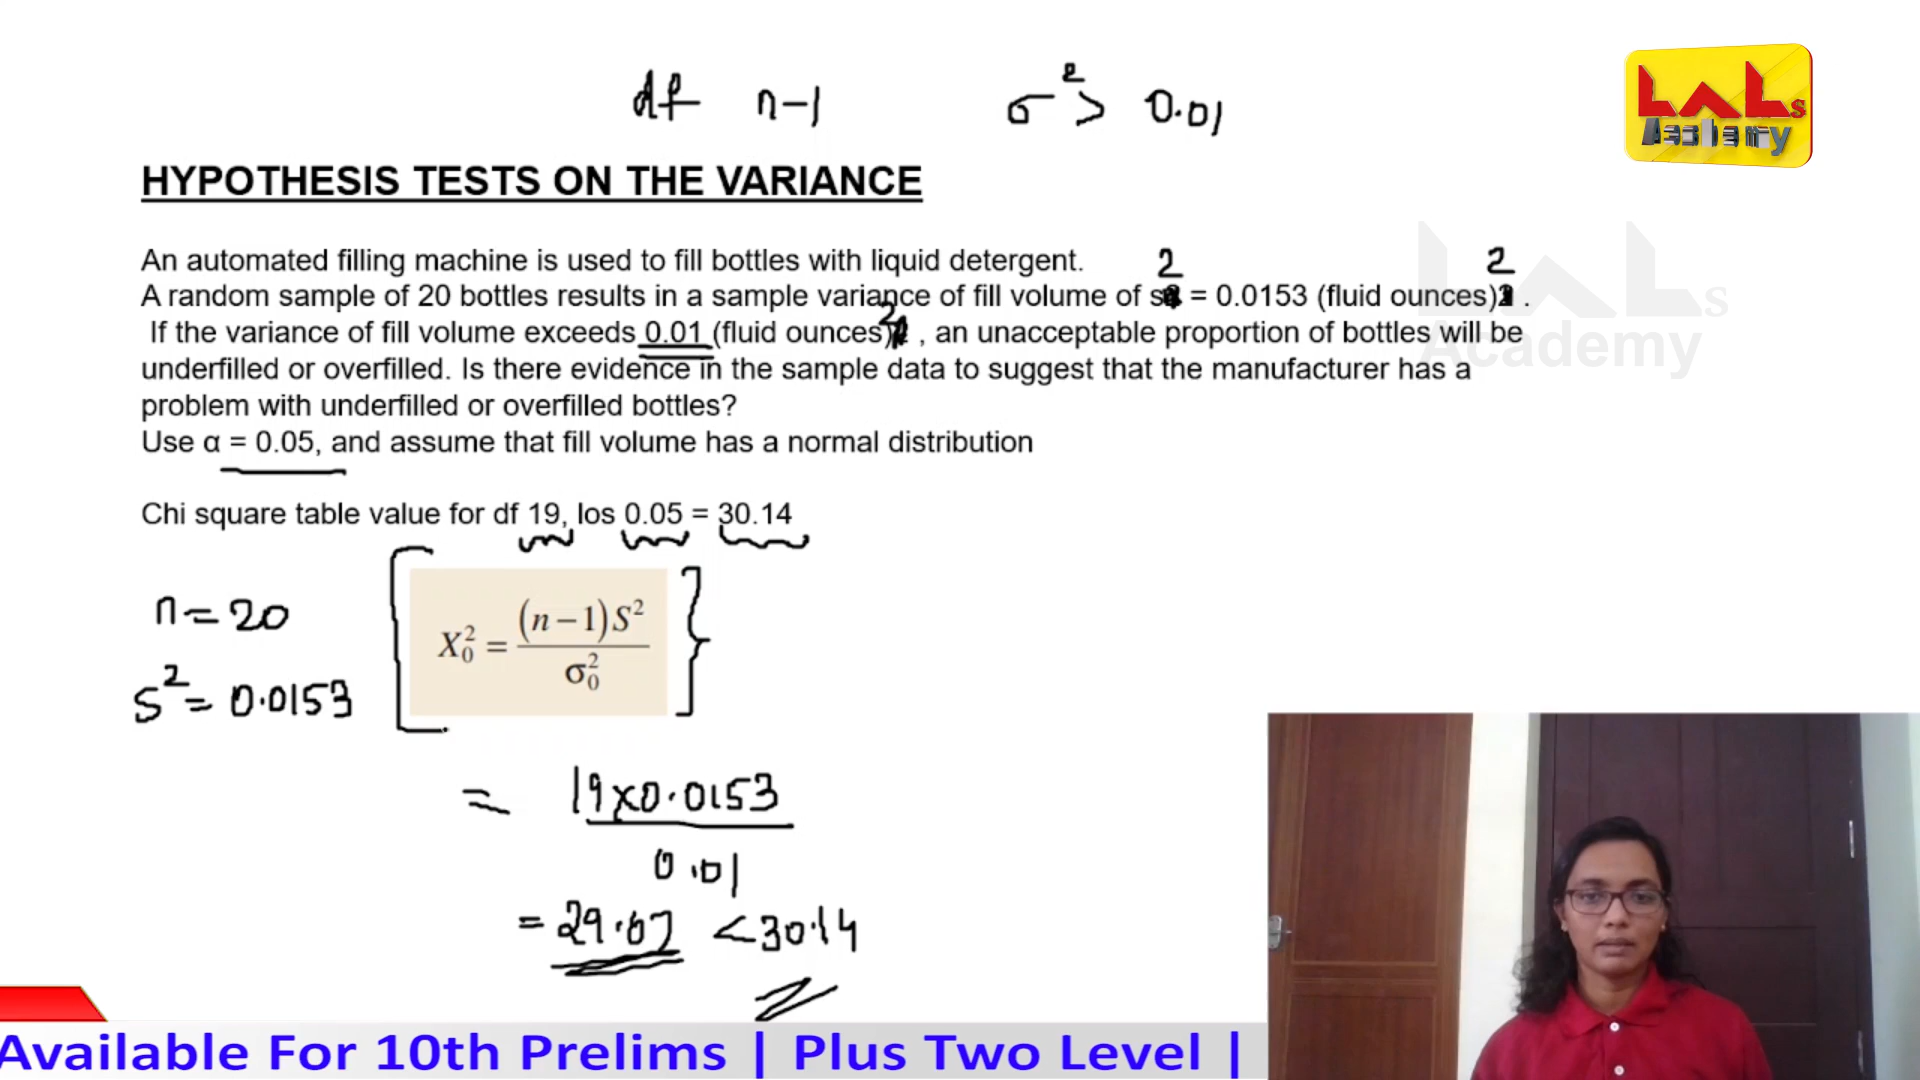 df n-1 σ² > 0.01
LALs
Academy
HYPOTHESIS TESTS ON THE VARIANCE
An automated filling machine is used to fill bottles with liquid detergent.
A random sample of 20 bottles results in a sample variance of fill volume of s² = 0.0153 (fluid ounces)² .
If the variance of fill volume exceeds 0.01 (fluid ounces)² , an unacceptable proportion of bottles will be
underfilled or overfilled. Is there evidence in the sample data to suggest that the manufacturer has a
problem with underfilled or overfilled bottles?
Use α = 0.05, and assume that fill volume has a normal distribution
LALs
Academy
Chi square table value for df 19, los 0.05 = 30.14
n = 20
s² = 0.0153
X₀² = (n − 1)S² / σ₀²
= 19×0.0153 / 0.01
= 29.07 < 30.14
Available For 10th Prelims | Plus Two Level |